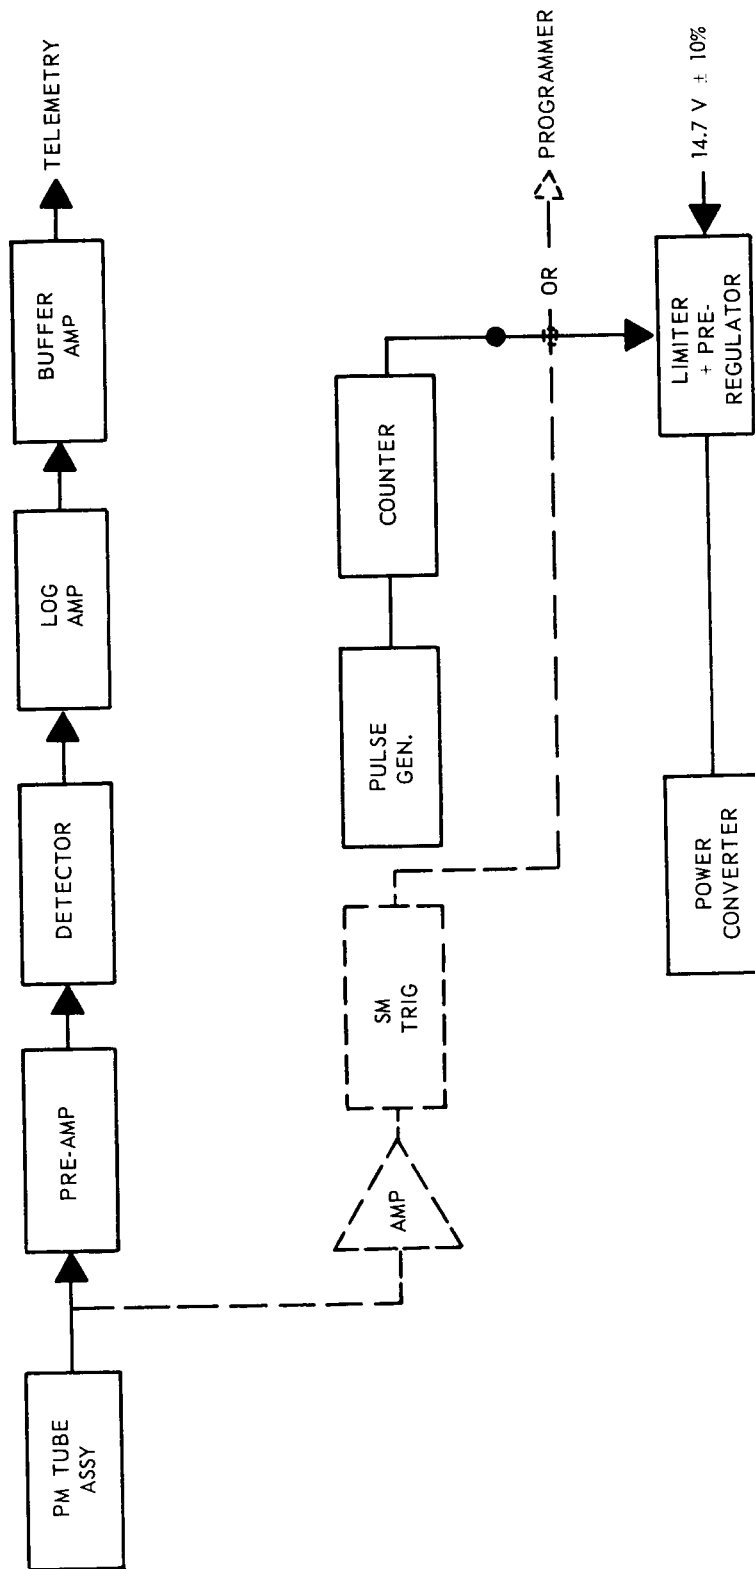 PM TUBE
ASSY
PRE-AMP
DETECTOR
LOG
AMP
BUFFER
AMP
TELEMETRY
AMP
SM
TRIG
PULSE
GEN.
COUNTER
OR
PROGRAMMER
POWER
CONVERTER
LIMITER
+ PRE-
REGULATOR
14.7 V ± 10%